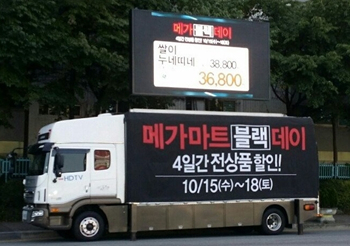 메가블랙데이
쌀이
누네띠네 38,800
36,800
메가마트블랙데이
4일간 전상품 할인!!
10/15(수)~18(토)
HDTV